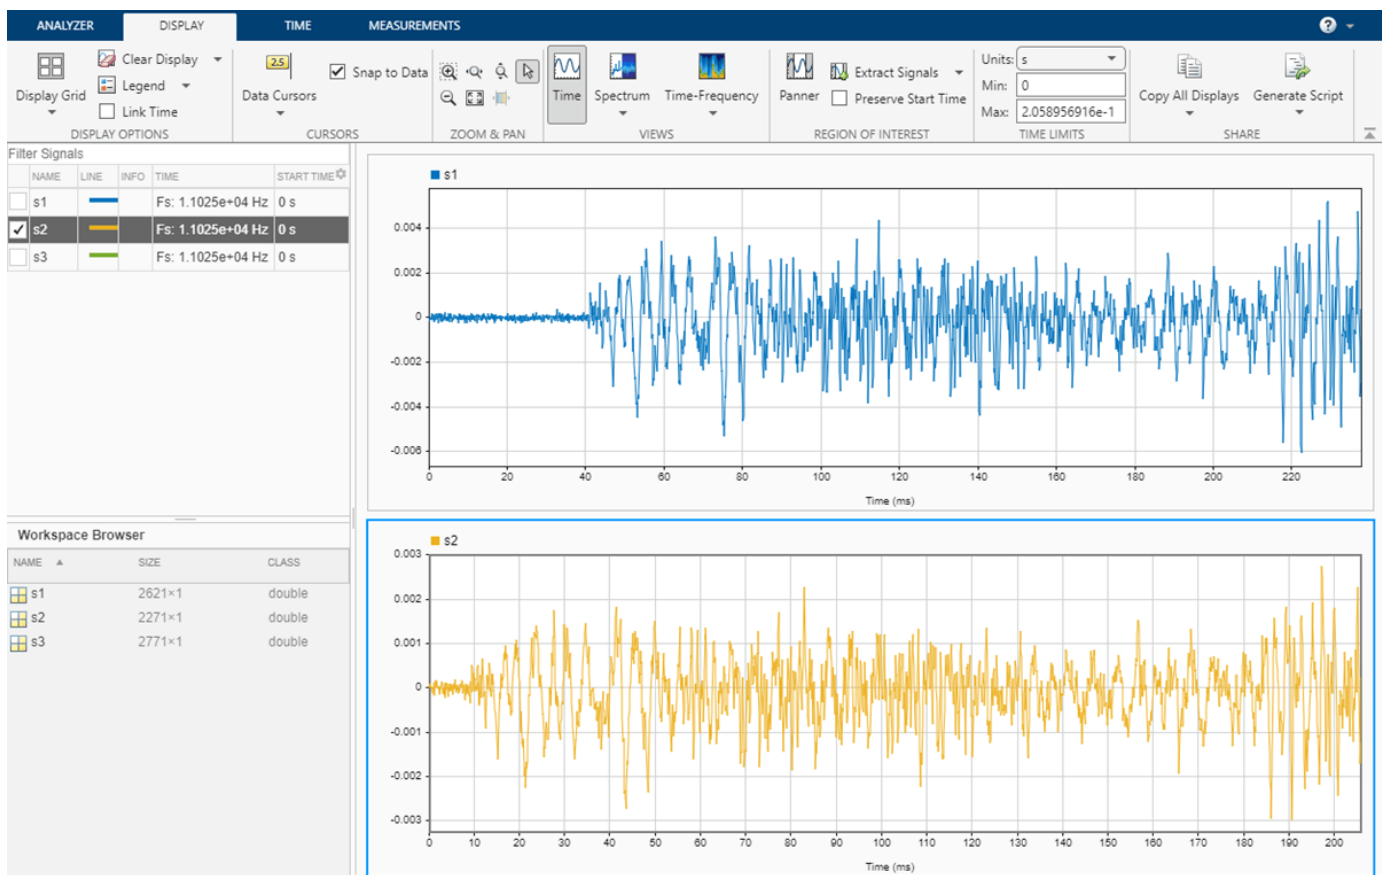 ANALYZER DISPLAY TIME MEASUREMENTS ?
Display Grid
Clear Display
Legend
Link Time
DISPLAY OPTIONS
2.5
Data Cursors
Snap to Data
CURSORS
ZOOM & PAN
Time Spectrum Time-Frequency
VIEWS
Panner
Extract Signals
Preserve Start Time
REGION OF INTEREST
Units: s
Min: 0
Max: 2.058956916e-1
TIME LIMITS
Copy All Displays Generate Script
SHARE
Filter Signals
NAME LINE INFO TIME START TIME
s1 Fs: 1.1025e+04 Hz 0 s
s2 Fs: 1.1025e+04 Hz 0 s
s3 Fs: 1.1025e+04 Hz 0 s
Workspace Browser
NAME SIZE CLASS
s1 2621×1 double
s2 2271×1 double
s3 2771×1 double
s1
0.004
0.002
0
-0.002
-0.004
-0.006
0 20 40 60 80 100 120 140 160 180 200 220
Time (ms)
s2
0.003
0.002
0.001
0
-0.001
-0.002
-0.003
0 10 20 30 40 50 60 70 80 90 100 110 120 130 140 150 160 170 180 190 200
Time (ms)